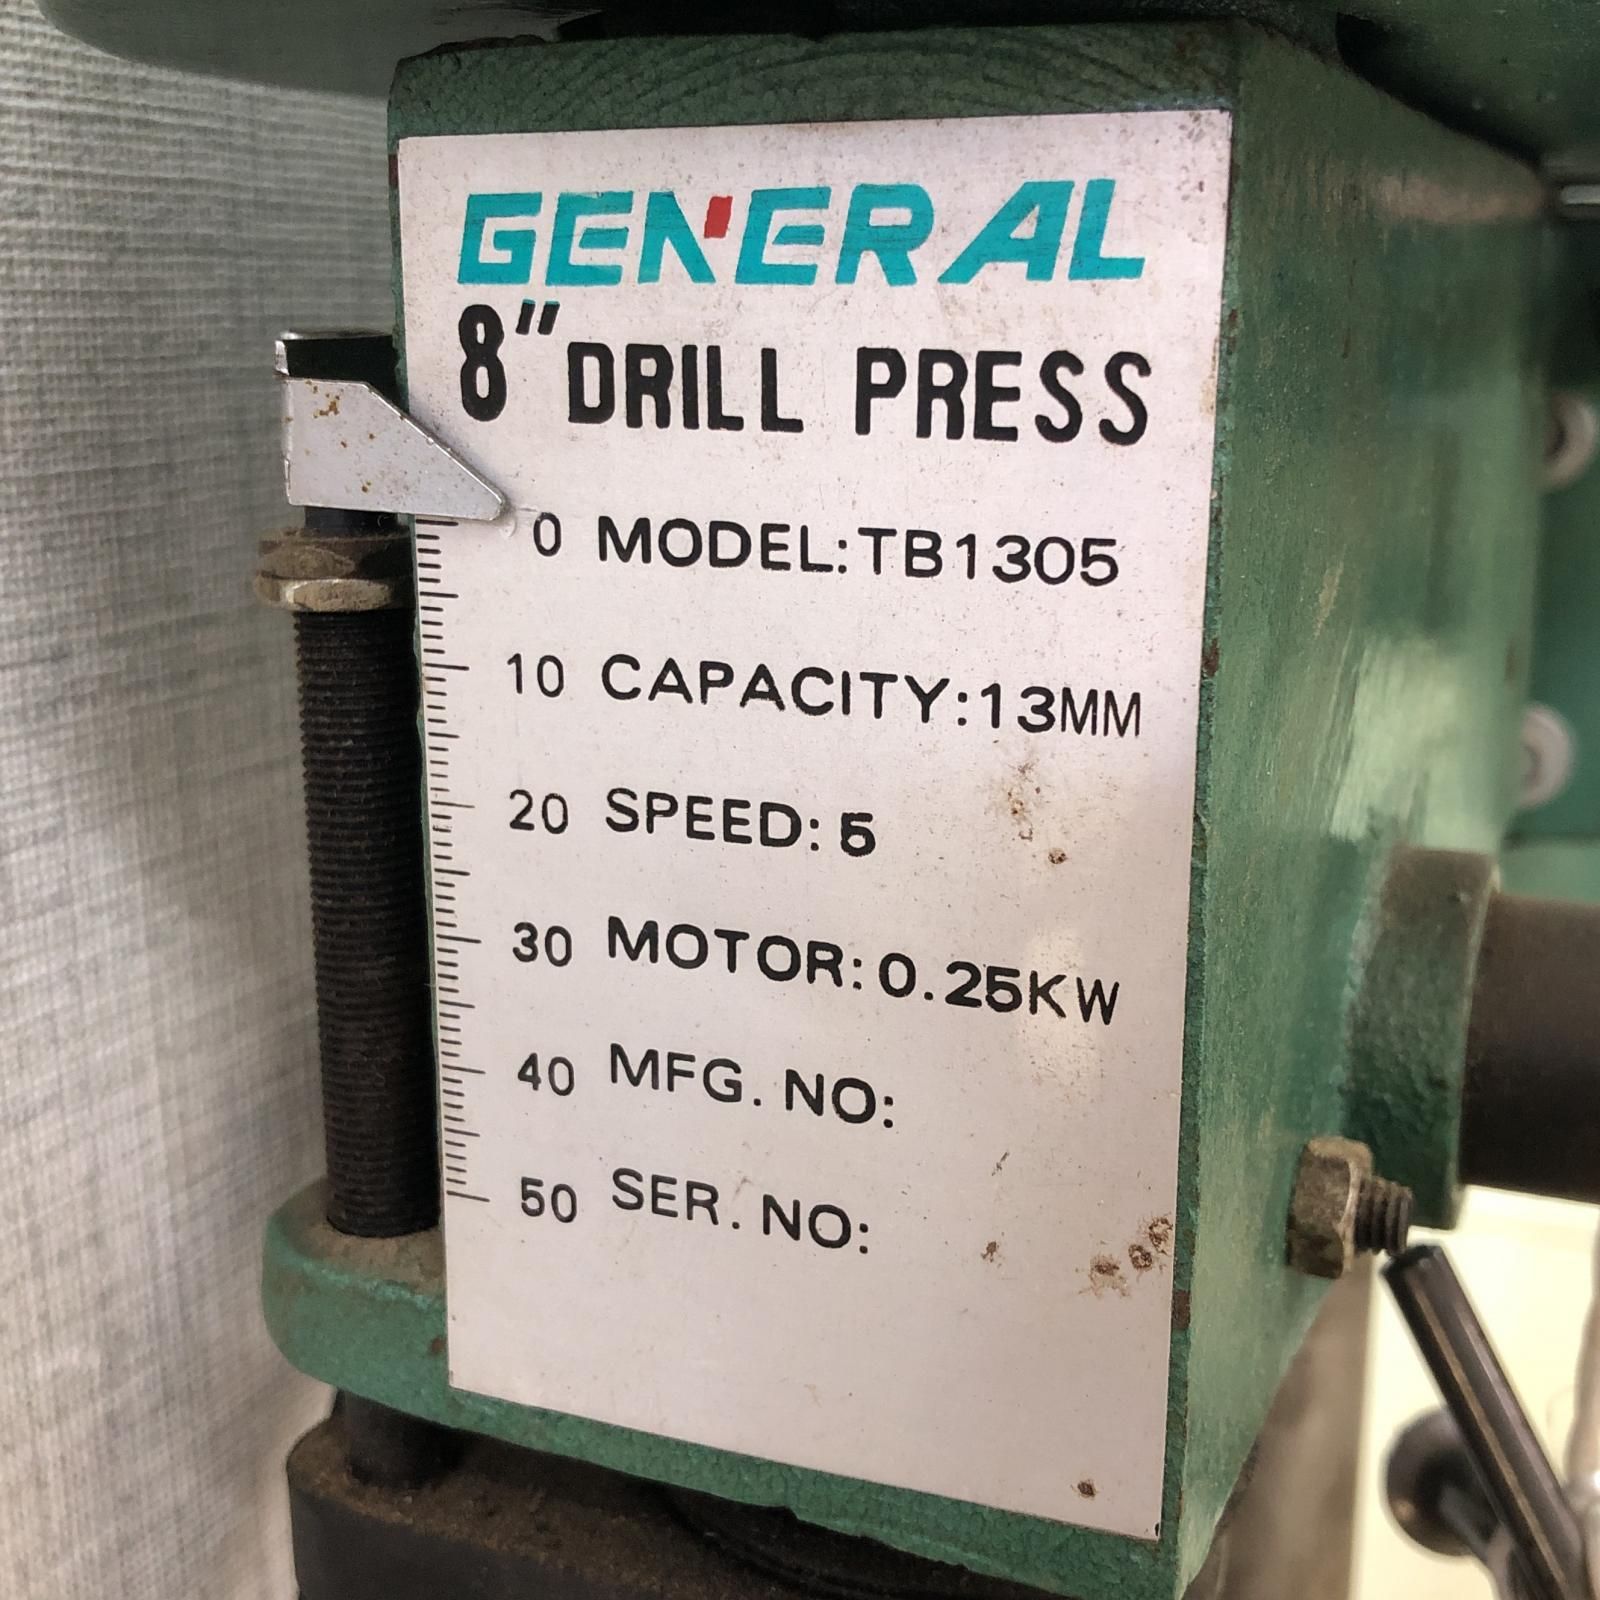 GENERAL
8" DRILL PRESS
0 MODEL:TB1305
10 CAPACITY:13MM
20 SPEED:5
30 MOTOR:0.25KW
40 MFG. NO:
50 SER. NO: